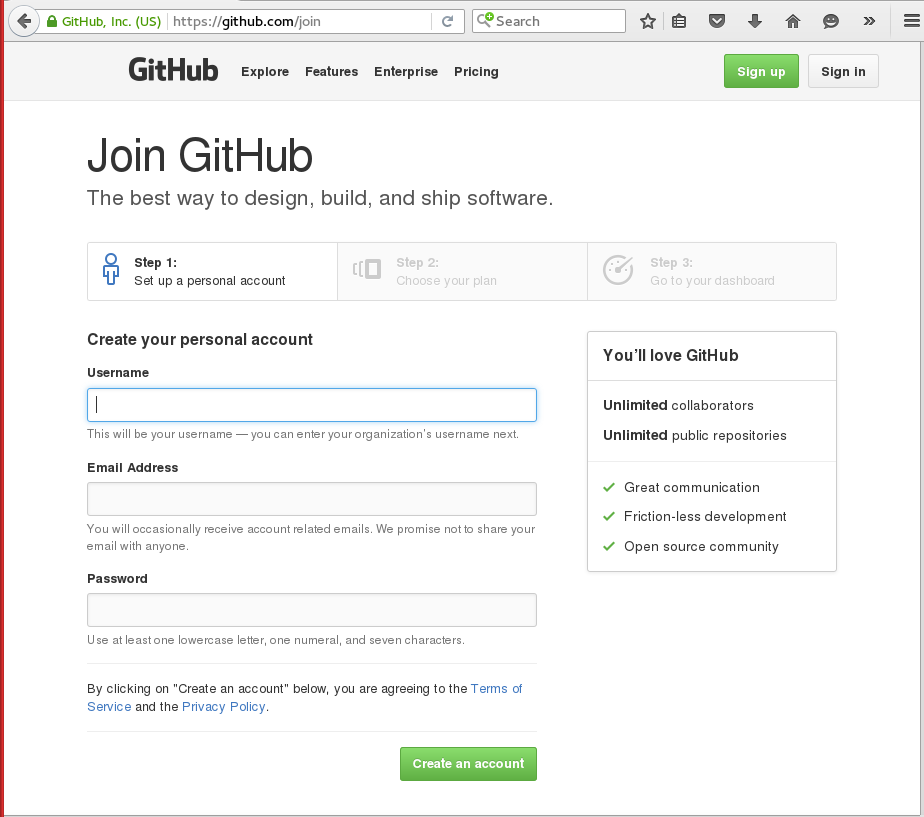 GitHub, Inc. (US) https://github.com/join Search
GitHub Explore Features Enterprise Pricing Sign up Sign in
Join GitHub
The best way to design, build, and ship software.
Step 1:
Set up a personal account
Step 2:
Choose your plan
Step 3:
Go to your dashboard
Create your personal account
Username
This will be your username — you can enter your organization's username next.
Email Address
You will occasionally receive account related emails. We promise not to share your
email with anyone.
Password
Use at least one lowercase letter, one numeral, and seven characters.
By clicking on "Create an account" below, you are agreeing to the Terms of
Service and the Privacy Policy.
Create an account
You'll love GitHub
Unlimited collaborators
Unlimited public repositories
Great communication
Friction-less development
Open source community